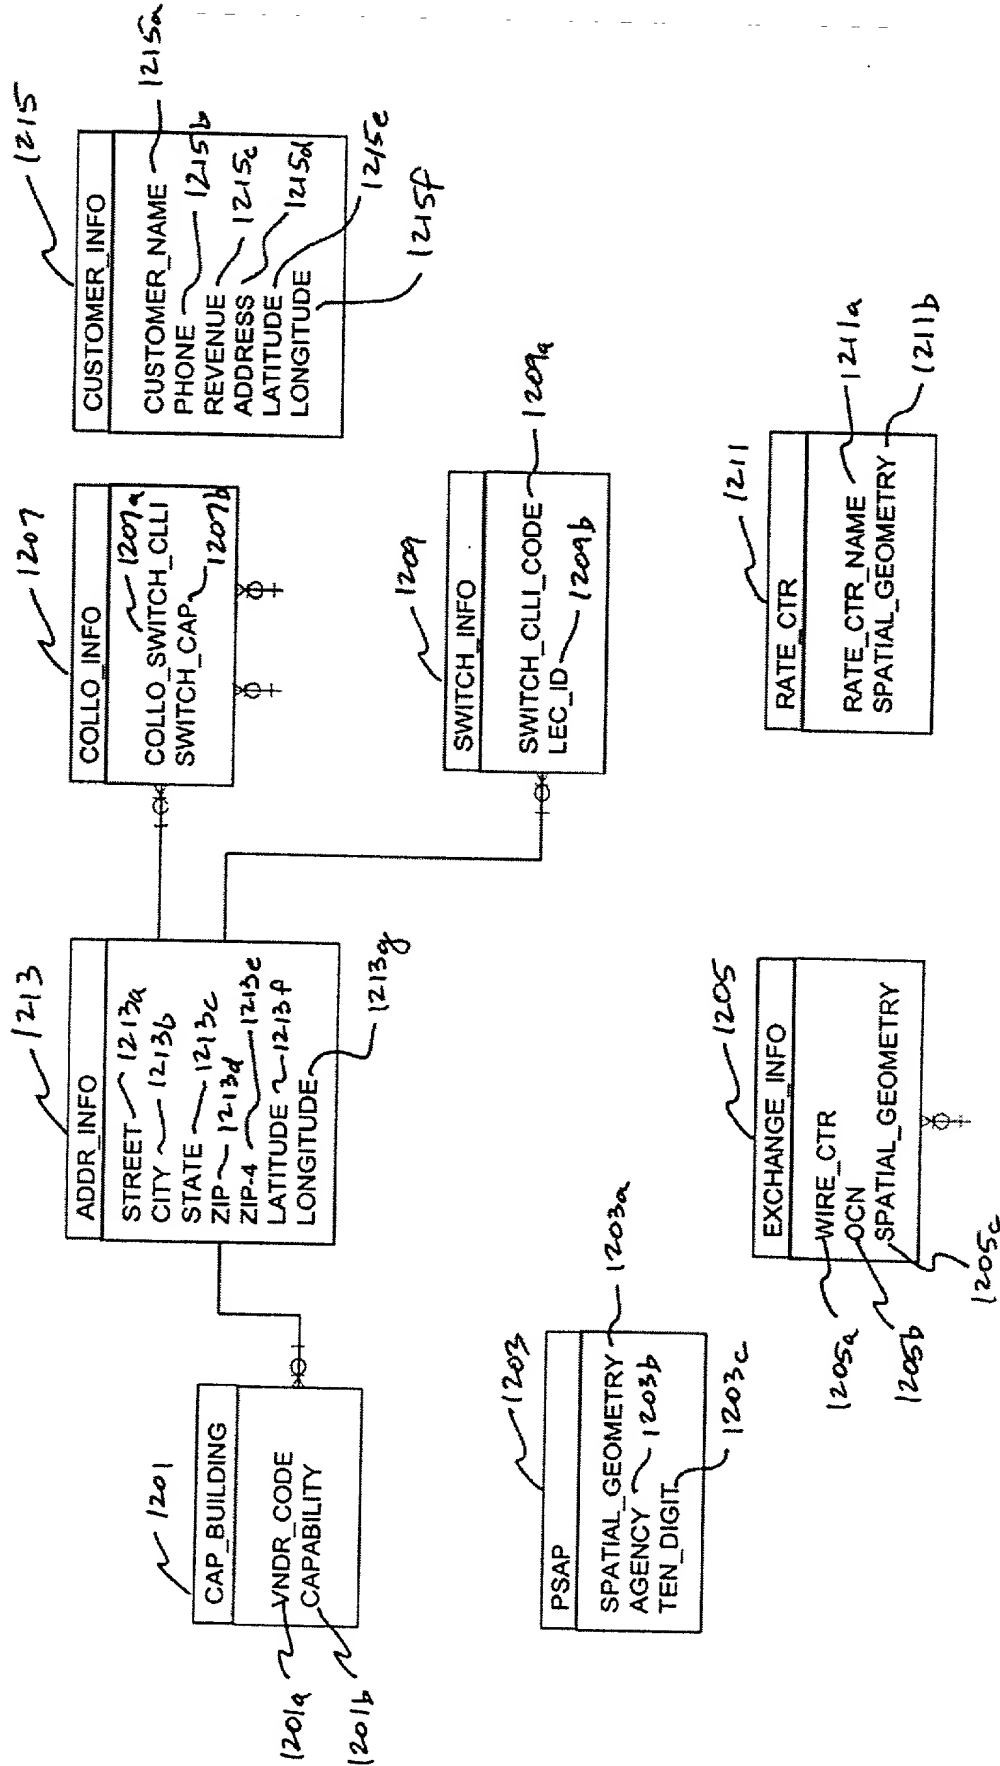 1201
CAP_BUILDING
VNDR_CODE
CAPABILITY
1201a
1201b
1213
ADDR_INFO
STREET 1213a
CITY 1213b
STATE 1213c
ZIP 1213d
ZIP-4 1213e
LATITUDE 1213f
LONGITUDE
1213g
1207
COLLO_INFO
1207a
COLLO_SWITCH_CLLI
SWITCH_CAP 1207b
1215
CUSTOMER_INFO
CUSTOMER_NAME 1215a
PHONE 1215b
REVENUE 1215c
ADDRESS 1215d
LATITUDE 1215e
LONGITUDE
1215f
1209
SWITCH_INFO
SWITCH_CLLI_CODE 1209a
LEC_ID 1209b
1203
PSAP
SPATIAL_GEOMETRY 1203a
AGENCY 1203b
TEN_DIGIT 1203c
1205
EXCHANGE_INFO
WIRE_CTR
OCN
SPATIAL_GEOMETRY
1205a
1205b
1205c
1211
RATE_CTR
RATE_CTR_NAME 1211a
SPATIAL_GEOMETRY 1211b